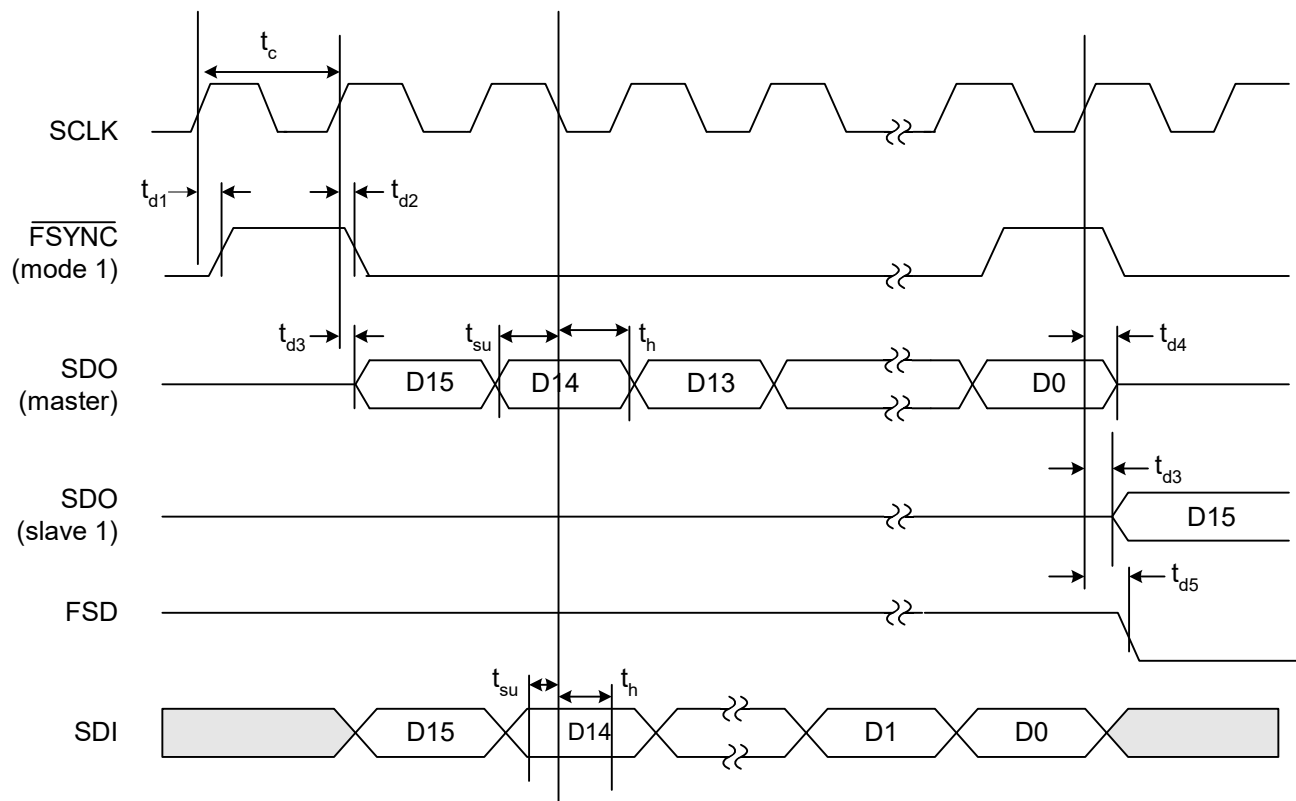 t_c
SCLK
t_d1
t_d2
FSYNC
(mode 1)
t_d3
t_su
t_h
t_d4
SDO
(master)
D15
D14
D13
D0
t_d3
SDO
(slave 1)
D15
t_d5
FSD
t_su
t_h
SDI
D15
D14
D1
D0